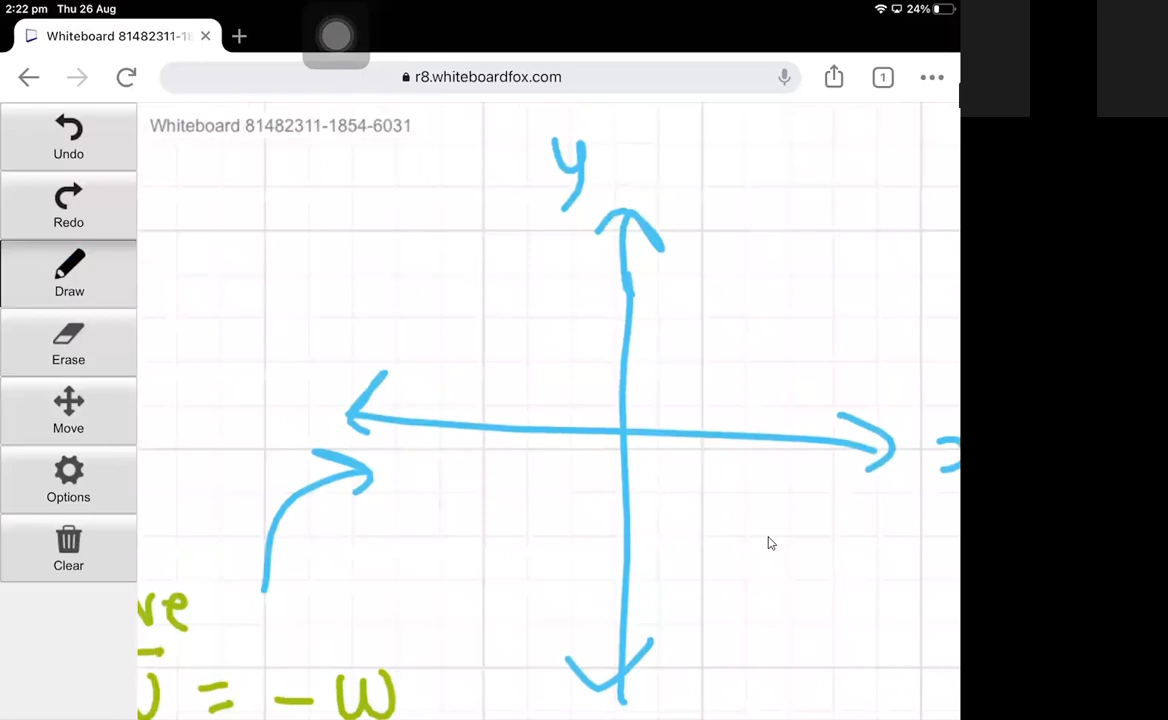 2:22 pm Thu 26 Aug 24%
Whiteboard 81482311-18
r8.whiteboardfox.com 1
Whiteboard 81482311-1854-6031
Undo
Redo
Draw
Erase
Move
Options
Clear
y
ve
= - w